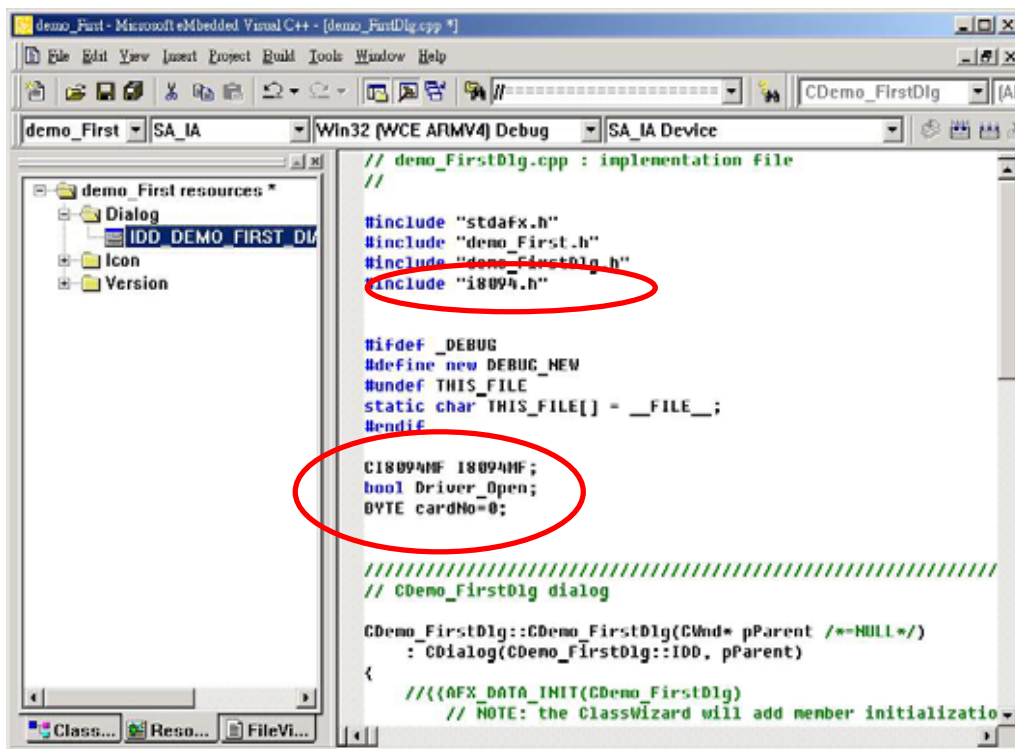 demo_First - Microsoft eMbedded Visual C++ - [demo_FirstDlg.cpp *]
File Edit View Insert Project Build Tools Window Help
//======================== CDemo_FirstDlg
demo_First SA_IA Win32 (WCE ARMV4) Debug SA_IA Device
demo_First resources *
Dialog
IDD_DEMO_FIRST_DIA
Icon
Version
Class... Reso... FileVi...
// demo_FirstDlg.cpp : implementation file
//
#include "stdafx.h"
#include "demo_First.h"
#include "demo_FirstDlg.h"
#include "i8094.h"
#ifdef _DEBUG
#define new DEBUG_NEW
#undef THIS_FILE
static char THIS_FILE[] = __FILE__;
#endif
CI8094MF I8094MF;
bool Driver_Open;
BYTE cardNo=0;
/////////////////////////////////////////////////////////////
// CDemo_FirstDlg dialog
CDemo_FirstDlg::CDemo_FirstDlg(CWnd* pParent /*=NULL*/)
: CDialog(CDemo_FirstDlg::IDD, pParent)
{
//{{AFX_DATA_INIT(CDemo_FirstDlg)
// NOTE: the ClassWizard will add member initializatio